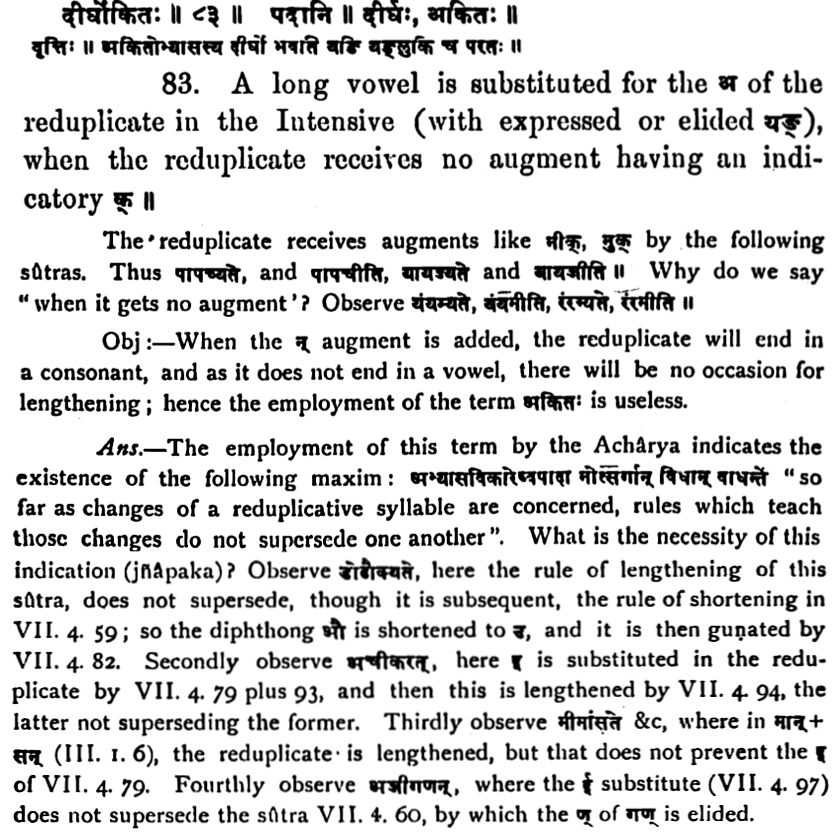 दीर्घोकितः ॥ ८३ ॥ पदानि ॥ दीर्घः, अकितः ॥
वृत्तिः ॥ अकितोभ्यासस्य दीर्घो भवति यङि यङ्लुकि च परतः ॥
83. A long vowel is substituted for the अ of the
reduplicate in the Intensive (with expressed or elided यङ्),
when the reduplicate receives no augment having an indi-
catory क् ॥
The reduplicate receives augments like नीक्, नुक् by the following
sûtras. Thus पापच्यते, and पापचीति, यायज्यते and यायजीति ॥ Why do we say
“when it gets no augment’? Observe यंयम्यते, यंयमीति, रंरम्यते, रंरमीति ॥
Obj:—When the न् augment is added, the reduplicate will end in
a consonant, and as it does not end in a vowel, there will be no occasion for
lengthening; hence the employment of the term अकितः is useless.
Ans.—The employment of this term by the Achârya indicates the
existence of the following maxim: अभ्यासविकारेष्वपवादा नोत्सर्गान् विधीन् बाधन्ते “so
far as changes of a reduplicative syllable are concerned, rules which teach
those changes do not supersede one another”. What is the necessity of this
indication (jñâpaka)? Observe डोढौक्यते, here the rule of lengthening of this
sûtra, does not supersede, though it is subsequent, the rule of shortening in
VII. 4. 59; so the diphthong औ is shortened to उ, and it is then guṇated by
VII. 4. 82. Secondly observe अचीकरत्, here इ is substituted in the redu-
plicate by VII. 4. 79 plus 93, and then this is lengthened by VII. 4. 94, the
latter not superseding the former. Thirdly observe मीमांसते &c, where in मान्+
सन् (III. 1. 6), the reduplicate is lengthened, but that does not prevent the इ
of VII. 4. 79. Fourthly observe अजीगणन्, where the ई substitute (VII. 4. 97)
does not supersede the sûtra VII. 4. 60, by which the ण् of गण् is elided.